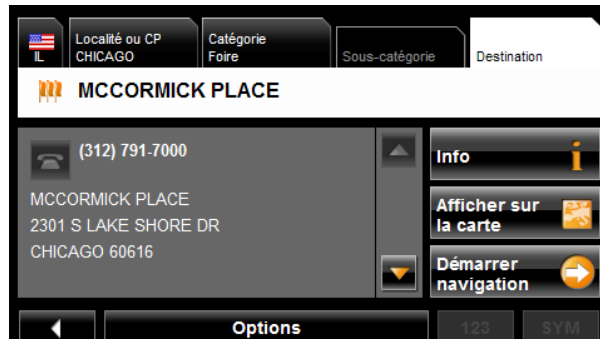 IL
Localité ou CP
CHICAGO
Catégorie
Foire
Sous-catégorie
Destination
MCCORMICK PLACE
(312) 791-7000
MCCORMICK PLACE
2301 S LAKE SHORE DR
CHICAGO 60616
Info
Afficher sur
la carte
Démarrer
navigation
Options
123
SYM